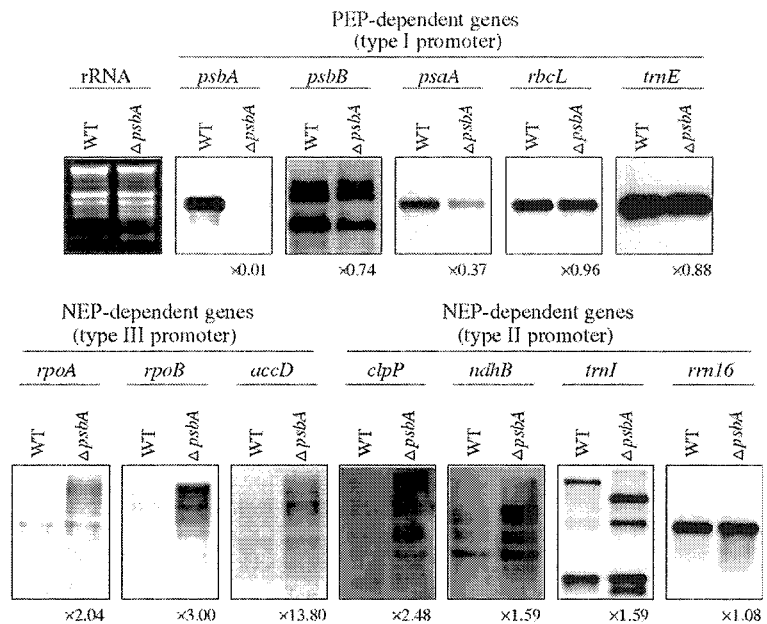 PEP-dependent genes
(type I promoter)
rRNA psbA psbB psaA rbcL trnE
WT ΔpsbA WT ΔpsbA WT ΔpsbA WT ΔpsbA WT ΔpsbA WT ΔpsbA
×0.01 ×0.74 ×0.37 ×0.96 ×0.88
NEP-dependent genes NEP-dependent genes
(type III promoter) (type II promoter)
rpoA rpoB accD clpP ndhB trnI rrn16
WT ΔpsbA WT ΔpsbA WT ΔpsbA WT ΔpsbA WT ΔpsbA WT ΔpsbA WT ΔpsbA
×2.04 ×3.00 ×13.80 ×2.48 ×1.59 ×1.59 ×1.08